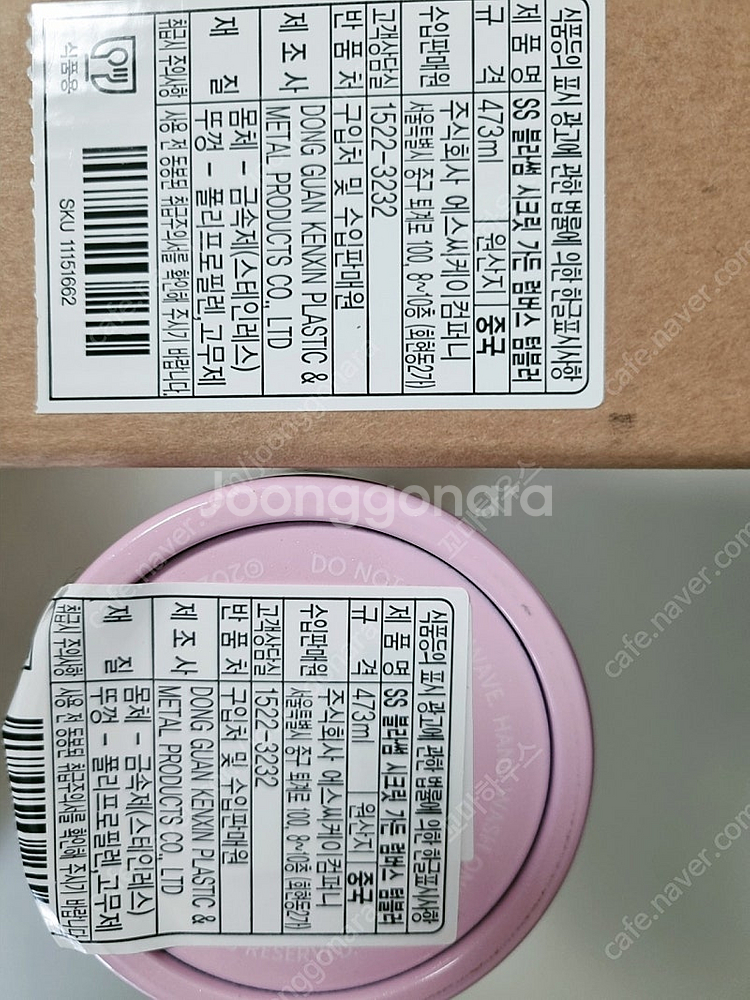 식품등의 표시 광고에 관한 법률에 의한 한글표시사항
제품명 SS 블라썸 시크릿 가든 럼버스 텀블러
규격 473ml 원산지 중국
수입판매원 주식회사 에스씨케이컴퍼니
서울특별시 중구 퇴계로 100, 8~10층 (회현동2가)
고객상담실 1522-3232
반품처 구입처 및 수입판매원
제조사 DONG GUAN KENXIN PLASTIC &
METAL PRODUCTS CO., LTD
재질 몸체 - 금속제(스테인레스)
뚜껑 - 폴리프로필렌,고무제
취급시 주의사항 사용 전 동봉된 취급주의서를 확인해 주시기 바랍니다.
식품용
SKU 11151662
Joonggonara
DO NOT
WAVE HAND WASH
식품등의 표시 광고에 관한 법률에 의한 한글표시사항
제품명 SS 블라썸 시크릿 가든 럼버스 텀블러
규격 473ml 원산지 중국
수입판매원 주식회사 에스씨케이컴퍼니
서울특별시 중구 퇴계로 100, 8~10층 (회현동2가)
고객상담실 1522-3232
반품처 구입처 및 수입판매원
제조사 DONG GUAN KENXIN PLASTIC &
METAL PRODUCTS CO., LTD
재질 몸체 - 금속제(스테인레스)
뚜껑 - 폴리프로필렌,고무제
취급시 주의사항 사용 전 동봉된 취급주의서를 확인해 주시기 바랍니다
cafe.naver.com